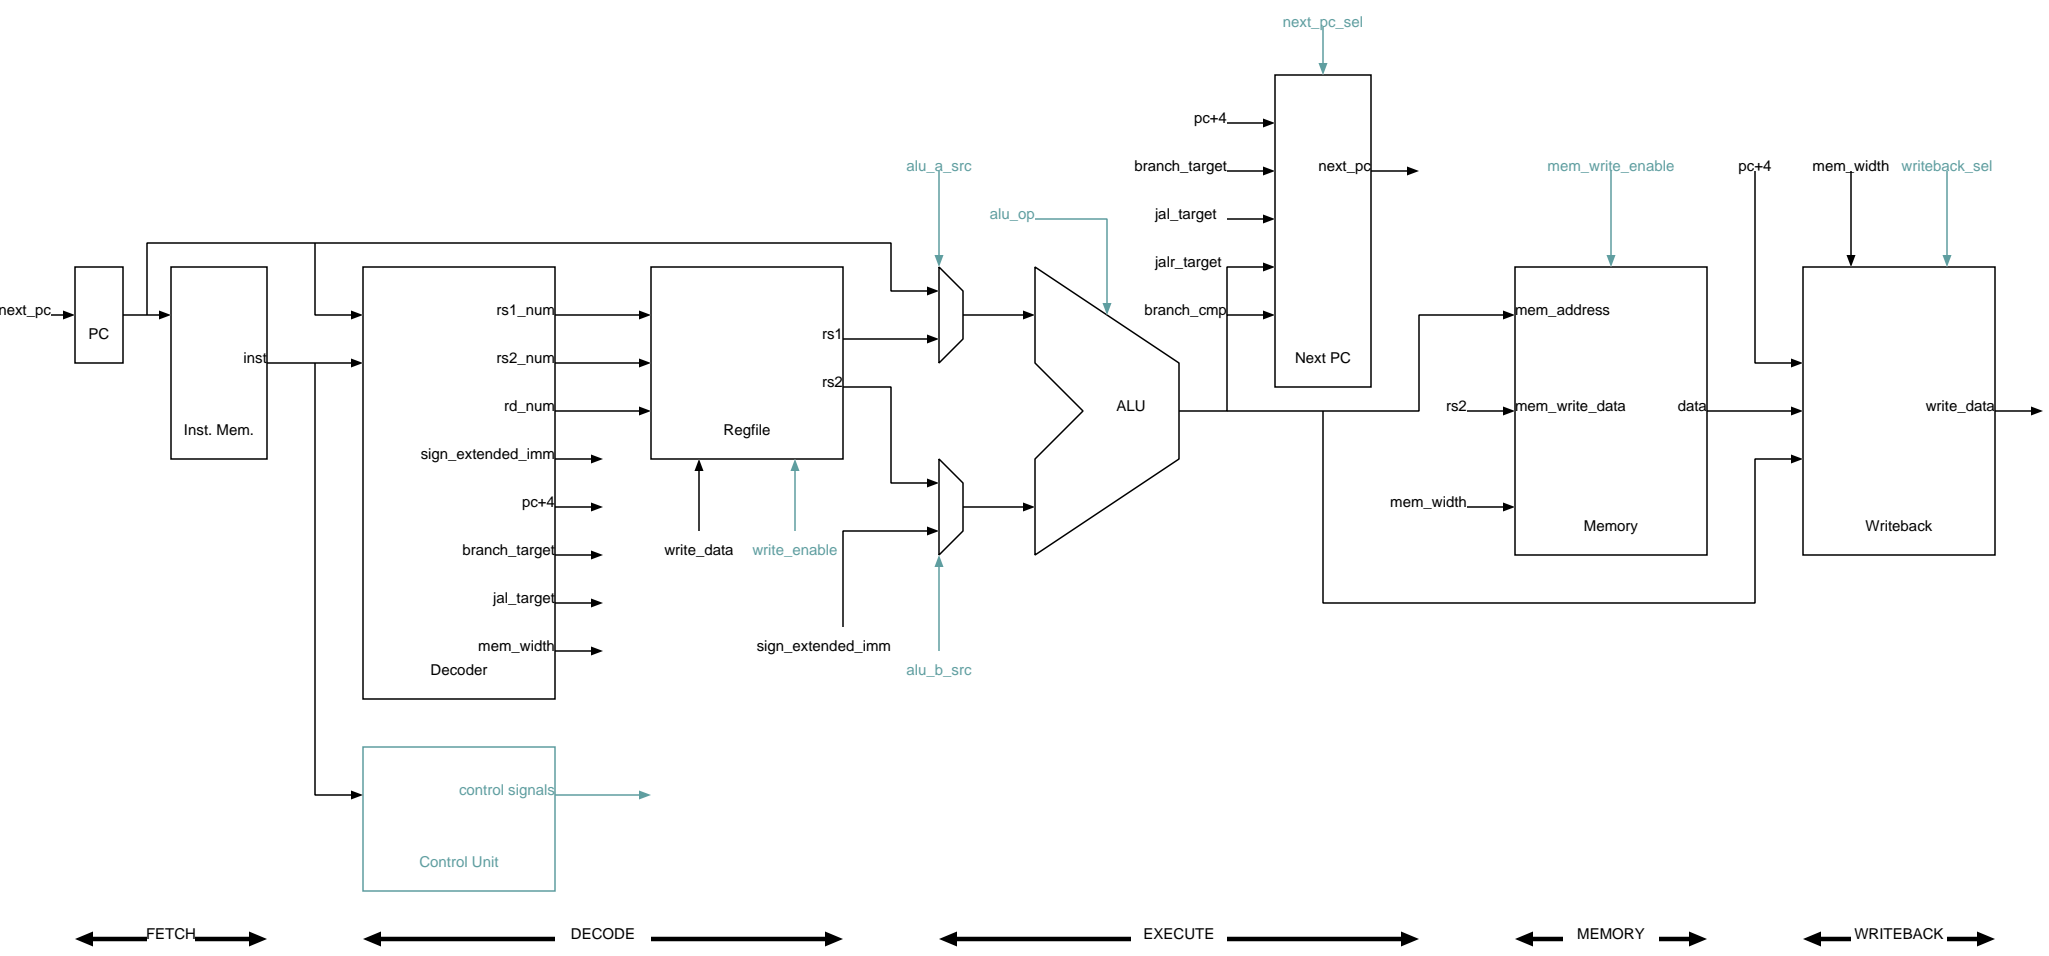 next_pc_sel
pc+4
branch_target
next_pc
jal_target
jalr_target
branch_cmp
Next PC
alu_a_src
alu_op
mem_write_enable
pc+4
mem_width
writeback_sel
next_pc
PC
inst
Inst. Mem.
rs1_num
rs2_num
rd_num
sign_extended_imm
pc+4
branch_target
jal_target
mem_width
Decoder
rs1
rs2
Regfile
write_data
write_enable
sign_extended_imm
alu_b_src
ALU
mem_address
rs2
mem_write_data
data
mem_width
Memory
write_data
Writeback
control signals
Control Unit
FETCH
DECODE
EXECUTE
MEMORY
WRITEBACK